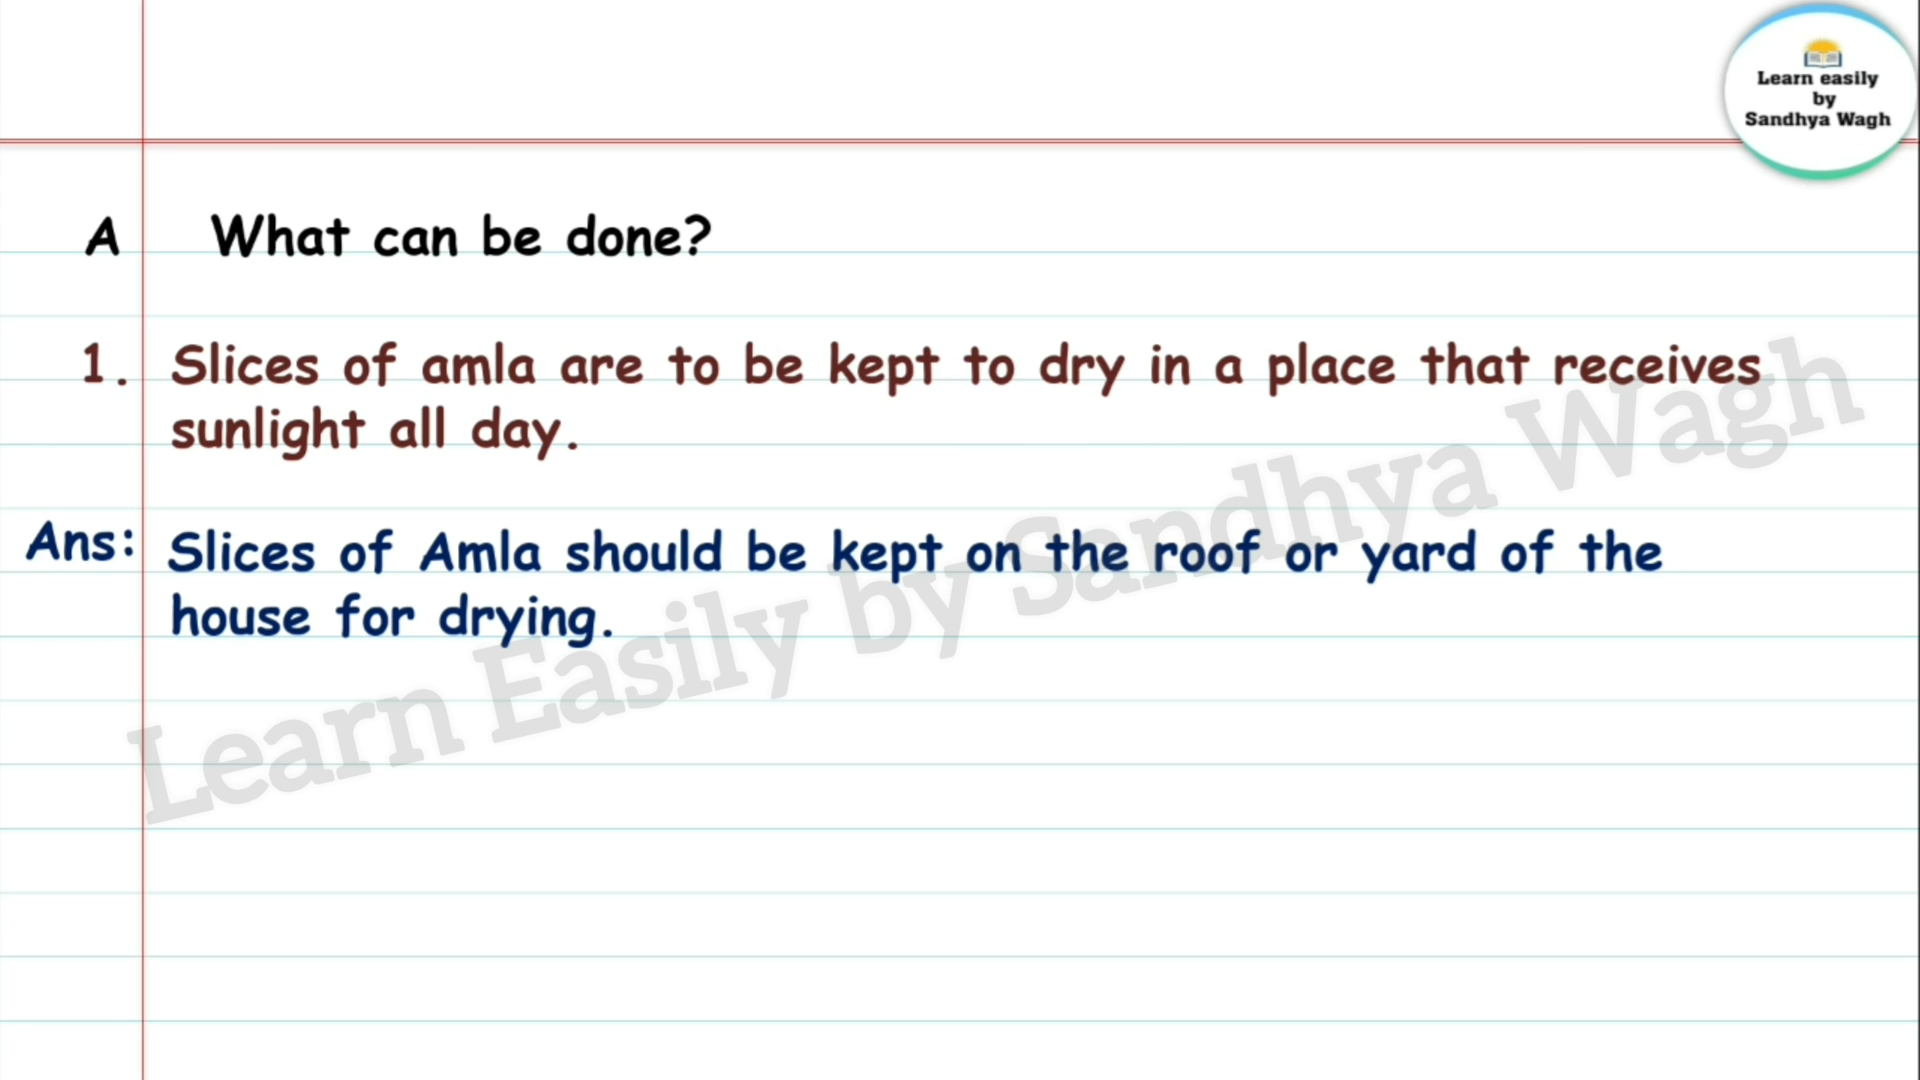 Learn easily
by
Sandhya Wagh
A What can be done?
1. Slices of amla are to be kept to dry in a place that receives
sunlight all day.
Ans: Slices of Amla should be kept on the roof or yard of the
house for drying.
Learn Easily by Sandhya Wagh